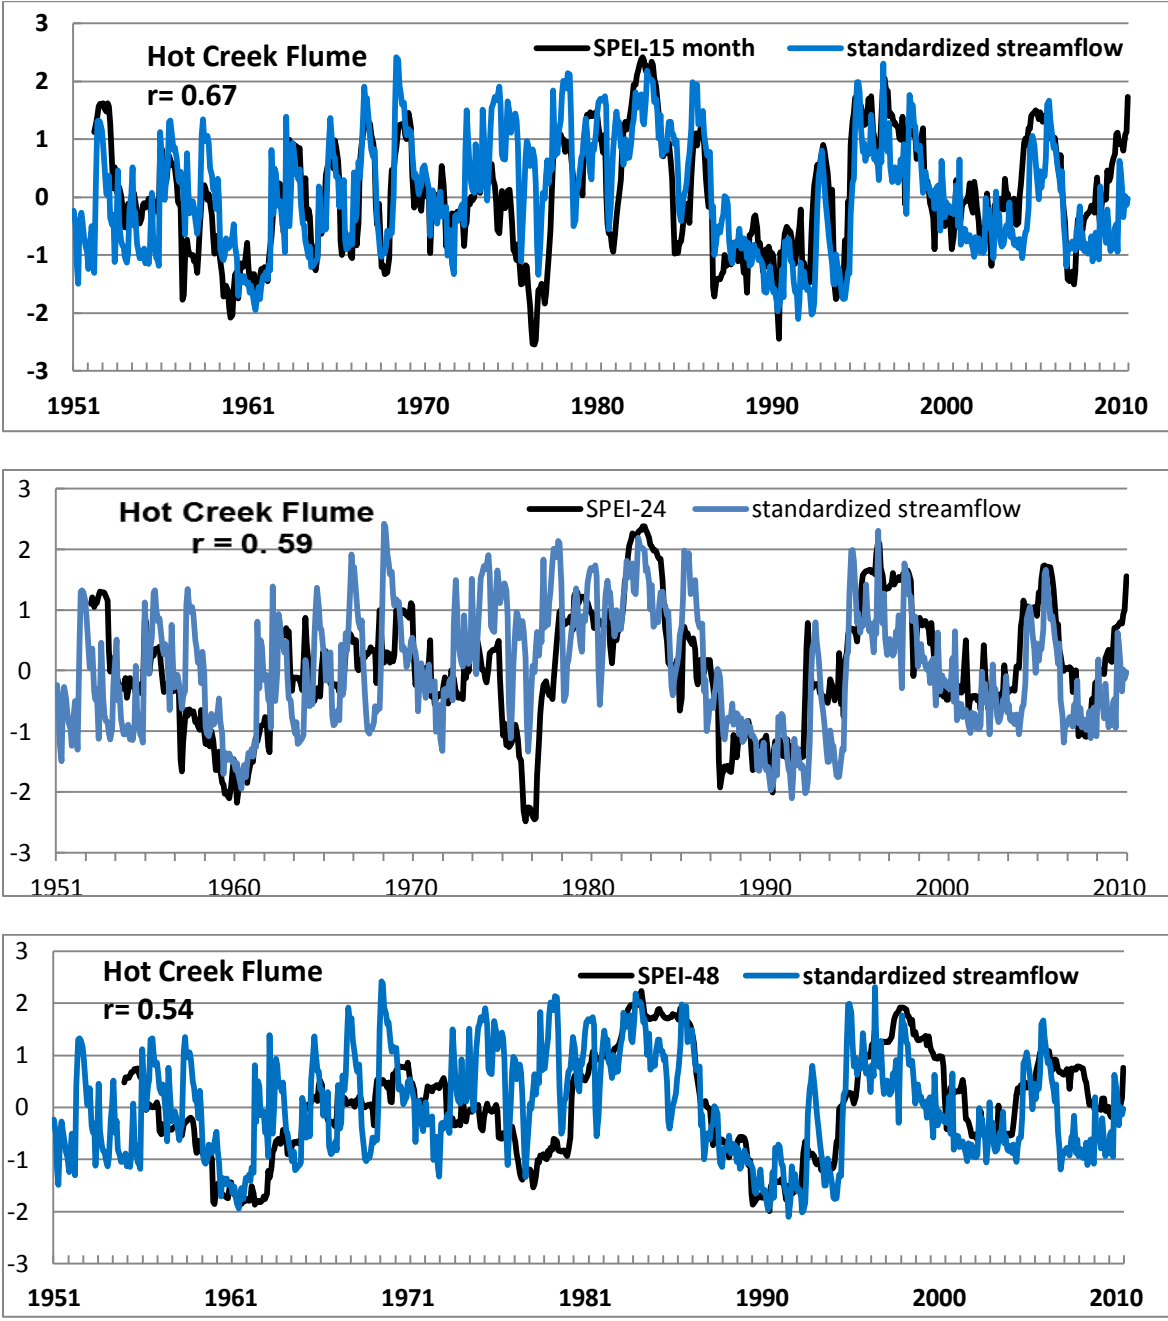 3
Hot Creek Flume
r= 0.67
SPEI-15 month
standardized streamflow
2
1
0
-1
-2
-3
1951 1961 1970 1980 1990 2000 2010
3
Hot Creek Flume
r = 0. 59
SPEI-24
standardized streamflow
2
1
0
-1
-2
-3
1951 1960 1970 1980 1990 2000 2010
3
Hot Creek Flume
r= 0.54
SPEI-48
standardized streamflow
2
1
0
-1
-2
-3
1951 1961 1971 1981 1990 2000 2010